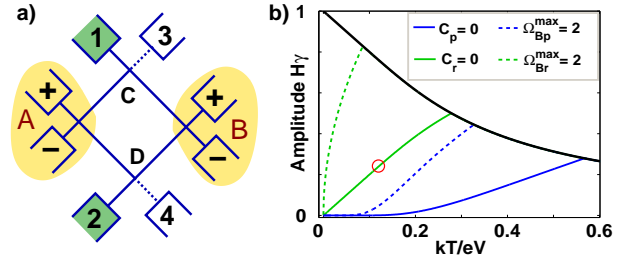 a)
1
3
+
+
A
C
B
−
−
D
2
4
b)
Amplitude Hγ
1
0
C_p = 0
Ω_Bp^max = 2
C_r = 0
Ω_Br^max = 2
0
0.2
0.4
0.6
kT/eV